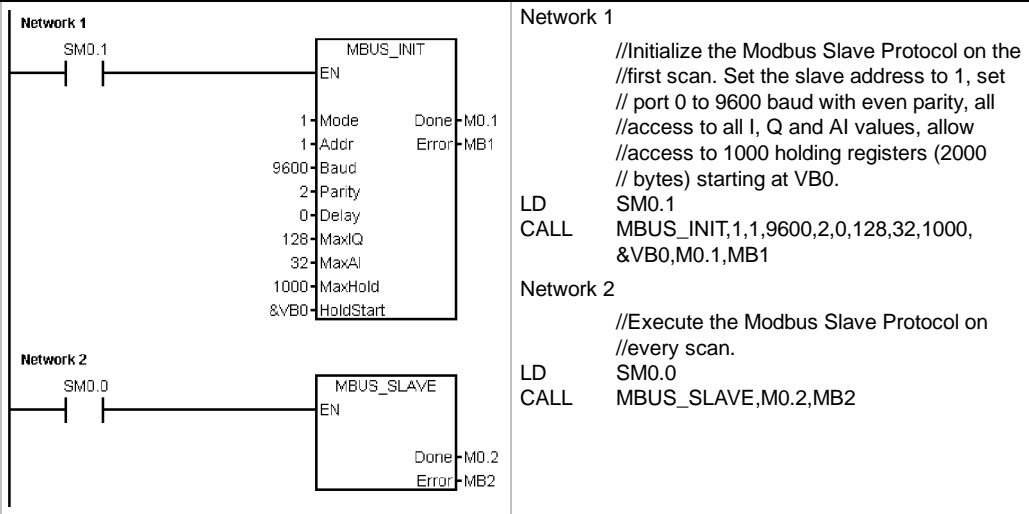 Network 1
SM0.1
MBUS_INIT
EN
1 Mode Done M0.1
1 Addr Error MB1
9600 Baud
2 Parity
0 Delay
128 MaxIQ
32 MaxAI
1000 MaxHold
&VB0 HoldStart
Network 2
SM0.0
MBUS_SLAVE
EN
Done M0.2
Error MB2
Network 1
//Initialize the Modbus Slave Protocol on the
//first scan. Set the slave address to 1, set
// port 0 to 9600 baud with even parity, all
//access to all I, Q and AI values, allow
//access to 1000 holding registers (2000
// bytes) starting at VB0.
LD SM0.1
CALL MBUS_INIT,1,1,9600,2,0,128,32,1000,
&VB0,M0.1,MB1
Network 2
//Execute the Modbus Slave Protocol on
//every scan.
LD SM0.0
CALL MBUS_SLAVE,M0.2,MB2